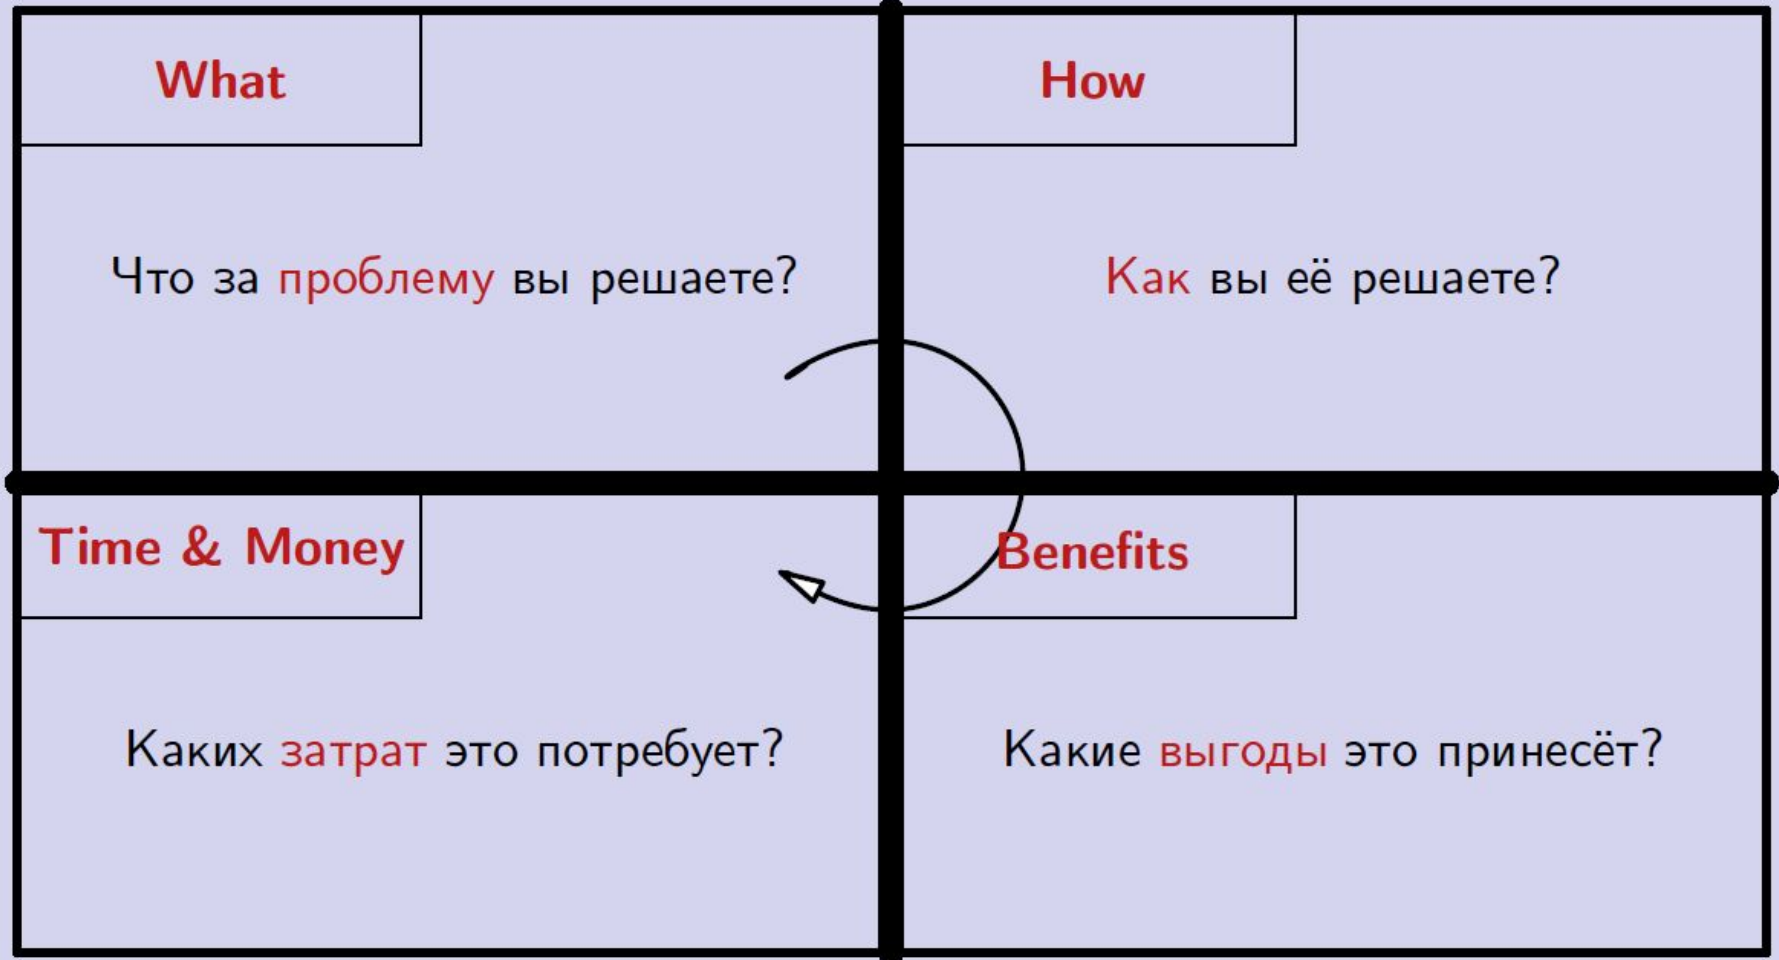 What
Что за проблему вы решаете?
How
Как вы её решаете?
Time & Money
Каких затрат это потребует?
Benefits
Какие выгоды это принесёт?